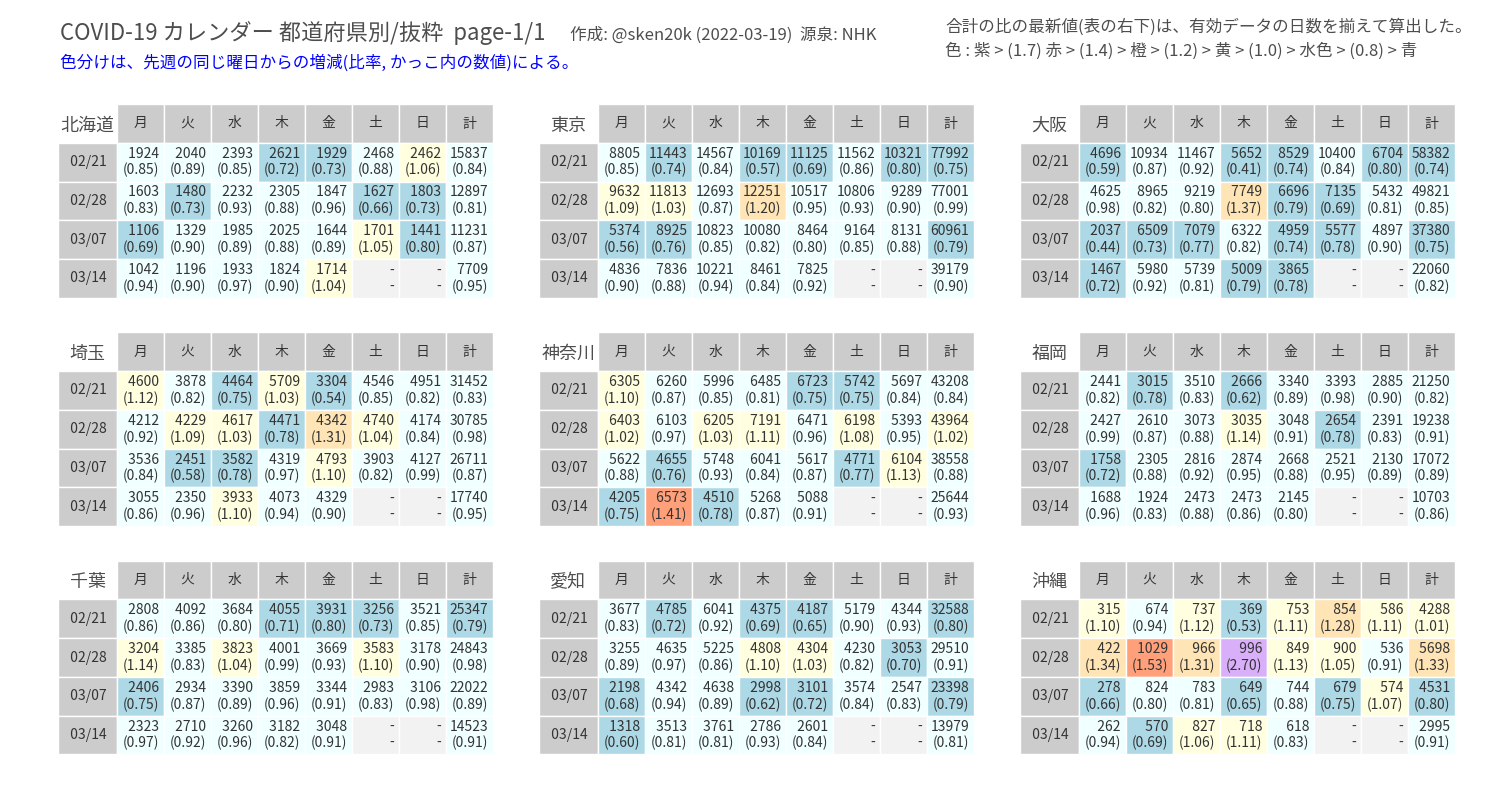 COVID-19 カレンダー 都道府県別/抜粋 page-1/1 作成: @sken20k (2022-03-19) 源泉: NHK
合計の比の最新値(表の右下)は、有効データの日数を揃えて算出した。
色分けは、先週の同じ曜日からの増減(比率, かっこ内の数値)による。
色 : 紫 > (1.7) 赤 > (1.4) > 橙 > (1.2) > 黄 > (1.0) > 水色 > (0.8) > 青
北海道 月 火 水 木 金 土 日 計
02/21 1924 2040 2393 2621 1929 2468 2462 15837
(0.85) (0.89) (0.85) (0.72) (0.73) (0.88) (1.06) (0.84)
02/28 1603 1480 2232 2305 1847 1627 1803 12897
(0.83) (0.73) (0.93) (0.88) (0.96) (0.66) (0.73) (0.81)
03/07 1106 1329 1985 2025 1644 1701 1441 11231
(0.69) (0.90) (0.89) (0.88) (0.89) (1.05) (0.80) (0.87)
03/14 1042 1196 1933 1824 1714 - - 7709
(0.94) (0.90) (0.97) (0.90) (1.04) - - (0.95)
東京 月 火 水 木 金 土 日 計
02/21 8805 11443 14567 10169 11125 11562 10321 77992
(0.85) (0.74) (0.84) (0.57) (0.69) (0.86) (0.80) (0.75)
02/28 9632 11813 12693 12251 10517 10806 9289 77001
(1.09) (1.03) (0.87) (1.20) (0.95) (0.93) (0.90) (0.99)
03/07 5374 8925 10823 10080 8464 9164 8131 60961
(0.56) (0.76) (0.85) (0.82) (0.80) (0.85) (0.88) (0.79)
03/14 4836 7836 10221 8461 7825 - - 39179
(0.90) (0.88) (0.94) (0.84) (0.92) - - (0.90)
大阪 月 火 水 木 金 土 日 計
02/21 4696 10934 11467 5652 8529 10400 6704 58382
(0.59) (0.87) (0.92) (0.41) (0.74) (0.84) (0.80) (0.74)
02/28 4625 8965 9219 7749 6696 7135 5432 49821
(0.98) (0.82) (0.80) (1.37) (0.79) (0.69) (0.81) (0.85)
03/07 2037 6509 7079 6322 4959 5577 4897 37380
(0.44) (0.73) (0.77) (0.82) (0.74) (0.78) (0.90) (0.75)
03/14 1467 5980 5739 5009 3865 - - 22060
(0.72) (0.92) (0.81) (0.79) (0.78) - - (0.82)
埼玉 月 火 水 木 金 土 日 計
02/21 4600 3878 4464 5709 3304 4546 4951 31452
(1.12) (0.82) (0.75) (1.03) (0.54) (0.85) (0.82) (0.83)
02/28 4212 4229 4617 4471 4342 4740 4174 30785
(0.92) (1.09) (1.03) (0.78) (1.31) (1.04) (0.84) (0.98)
03/07 3536 2451 3582 4319 4793 3903 4127 26711
(0.84) (0.58) (0.78) (0.97) (1.10) (0.82) (0.99) (0.87)
03/14 3055 2350 3933 4073 4329 - - 17740
(0.86) (0.96) (1.10) (0.94) (0.90) - - (0.95)
神奈川 月 火 水 木 金 土 日 計
02/21 6305 6260 5996 6485 6723 5742 5697 43208
(1.10) (0.87) (0.85) (0.81) (0.75) (0.75) (0.84) (0.84)
02/28 6403 6103 6205 7191 6471 6198 5393 43964
(1.02) (0.97) (1.03) (1.11) (0.96) (1.08) (0.95) (1.02)
03/07 5622 4655 5748 6041 5617 4771 6104 38558
(0.88) (0.76) (0.93) (0.84) (0.87) (0.77) (1.13) (0.88)
03/14 4205 6573 4510 5268 5088 - - 25644
(0.75) (1.41) (0.78) (0.87) (0.91) - - (0.93)
福岡 月 火 水 木 金 土 日 計
02/21 2441 3015 3510 2666 3340 3393 2885 21250
(0.82) (0.78) (0.83) (0.62) (0.89) (0.98) (0.90) (0.82)
02/28 2427 2610 3073 3035 3048 2654 2391 19238
(0.99) (0.87) (0.88) (1.14) (0.91) (0.78) (0.83) (0.91)
03/07 1758 2305 2816 2874 2668 2521 2130 17072
(0.72) (0.88) (0.92) (0.95) (0.88) (0.95) (0.89) (0.89)
03/14 1688 1924 2473 2473 2145 - - 10703
(0.96) (0.83) (0.88) (0.86) (0.80) - - (0.86)
千葉 月 火 水 木 金 土 日 計
02/21 2808 4092 3684 4055 3931 3256 3521 25347
(0.86) (0.86) (0.80) (0.71) (0.80) (0.73) (0.85) (0.79)
02/28 3204 3385 3823 4001 3669 3583 3178 24843
(1.14) (0.83) (1.04) (0.99) (0.93) (1.10) (0.90) (0.98)
03/07 2406 2934 3390 3859 3344 2983 3106 22022
(0.75) (0.87) (0.89) (0.96) (0.91) (0.83) (0.98) (0.89)
03/14 2323 2710 3260 3182 3048 - - 14523
(0.97) (0.92) (0.96) (0.82) (0.91) - - (0.91)
愛知 月 火 水 木 金 土 日 計
02/21 3677 4785 6041 4375 4187 5179 4344 32588
(0.83) (0.72) (0.92) (0.69) (0.65) (0.90) (0.93) (0.80)
02/28 3255 4635 5225 4808 4304 4230 3053 29510
(0.89) (0.97) (0.86) (1.10) (1.03) (0.82) (0.70) (0.91)
03/07 2198 4342 4638 2998 3101 3574 2547 23398
(0.68) (0.94) (0.89) (0.62) (0.72) (0.84) (0.83) (0.79)
03/14 1318 3513 3761 2786 2601 - - 13979
(0.60) (0.81) (0.81) (0.93) (0.84) - - (0.81)
沖縄 月 火 水 木 金 土 日 計
02/21 315 674 737 369 753 854 586 4288
(1.10) (0.94) (1.12) (0.53) (1.11) (1.28) (1.11) (1.01)
02/28 422 1029 966 996 849 900 536 5698
(1.34) (1.53) (1.31) (2.70) (1.13) (1.05) (0.91) (1.33)
03/07 278 824 783 649 744 679 574 4531
(0.66) (0.80) (0.81) (0.65) (0.88) (0.75) (1.07) (0.80)
03/14 262 570 827 718 618 - - 2995
(0.94) (0.69) (1.06) (1.11) (0.83) - - (0.91)